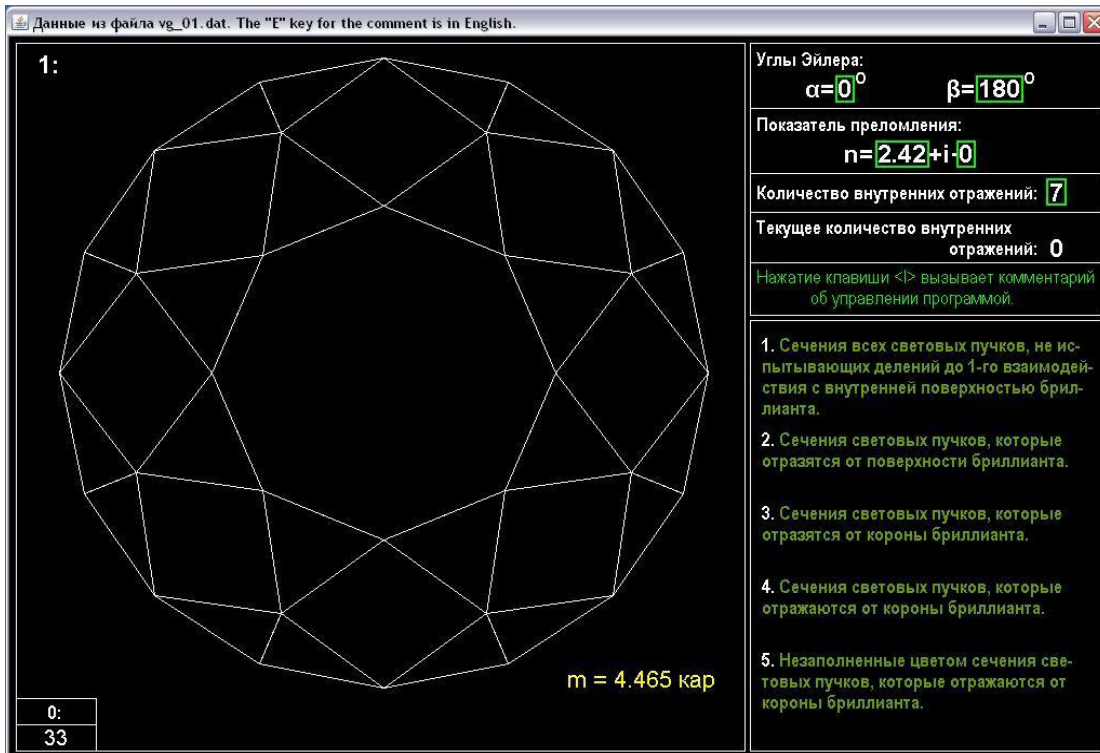 Данные из файла vg_01.dat. The "E" key for the comment is in English.
1:
m = 4.465 кар
0:
33
Углы Эйлера:
α=0° β=180°
Показатель преломления:
n=2.42+i·0
Количество внутренних отражений: 7
Текущее количество внутренних
отражений: 0
Нажатие клавиши <I> вызывает комментарий
об управлении программой.
1. Сечения всех световых пучков, не ис-
пытывающих делений до 1-го взаимодей-
ствия с внутренней поверхностью брил-
лианта.
2. Сечения световых пучков, которые
отразятся от поверхности бриллианта.
3. Сечения световых пучков, которые
отразятся от короны бриллианта.
4. Сечения световых пучков, которые
отражаются от короны бриллианта.
5. Незаполненные цветом сечения све-
товых пучков, которые отражаются от
короны бриллианта.